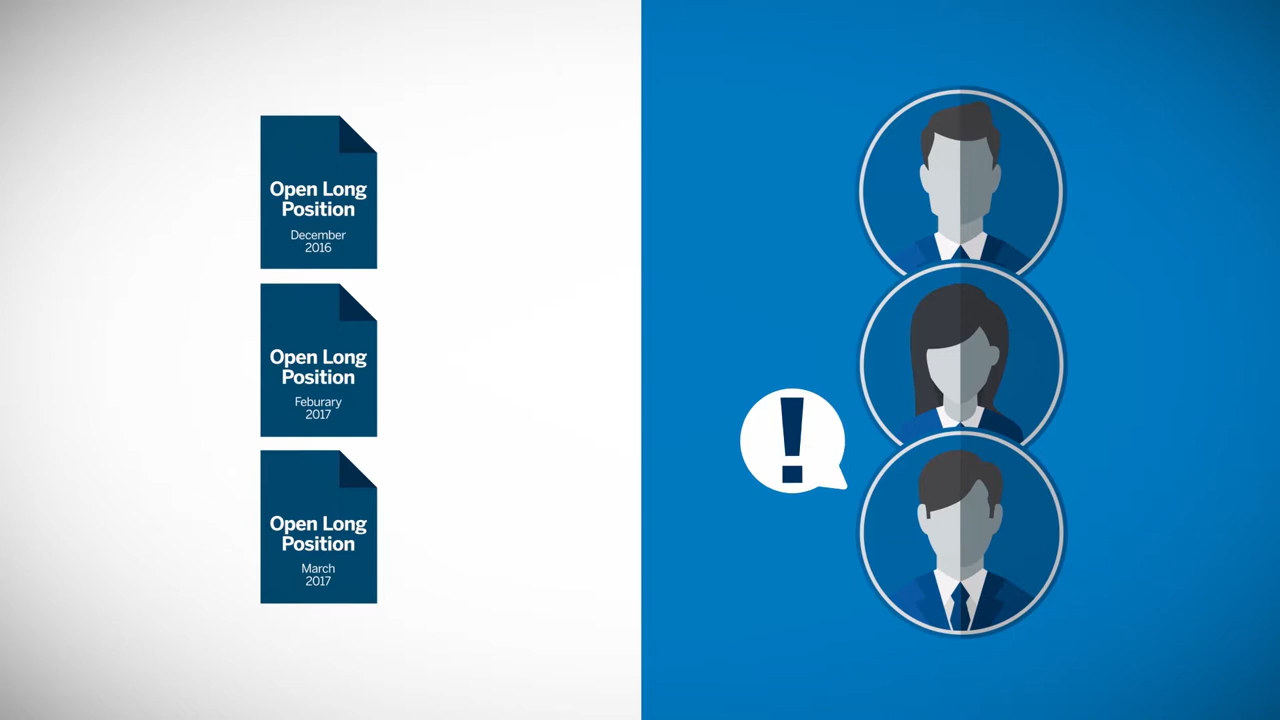 Open Long
Position
December
2016
Open Long
Position
Feburary
2017
Open Long
Position
March
2017
!